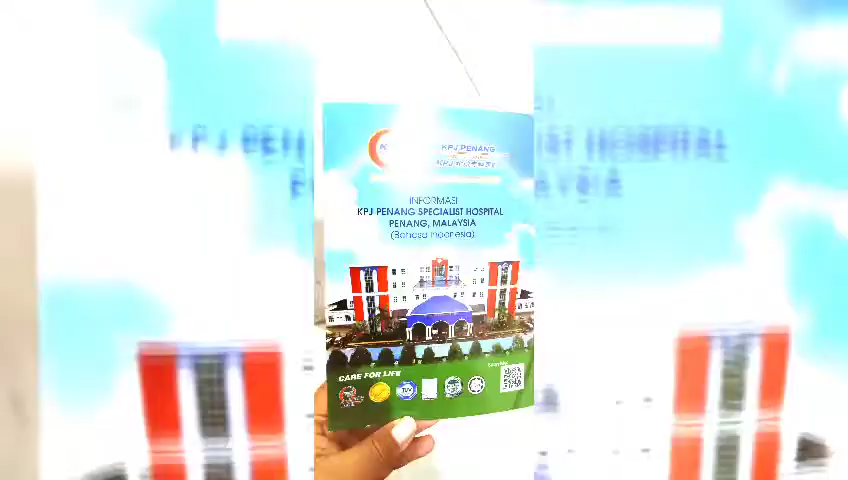 KPJ PENANG
INFORMASI
KPJ PENANG SPECIALIST HOSPITAL
PENANG, MALAYSIA
(Bahasa Indonesia)
CARE FOR LIFE